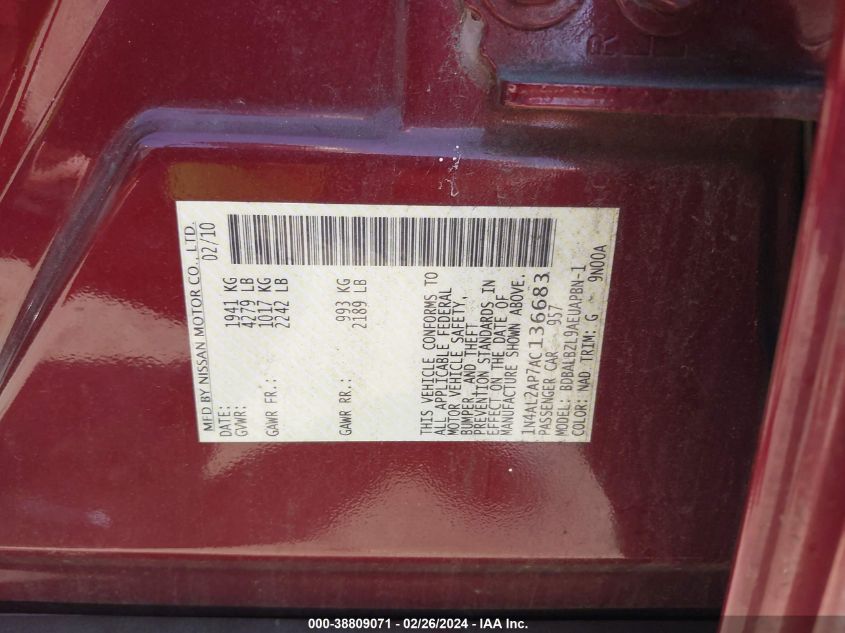 MFD BY NISSAN MOTOR CO., LTD.
DATE: 02/10
GVWR: 1941 KG
4279 LB
GAWR FR.: 1017 KG
2242 LB
GAWR RR.: 993 KG
2189 LB
THIS VEHICLE CONFORMS TO
ALL APPLICABLE FEDERAL
MOTOR VEHICLE SAFETY,
BUMPER, AND THEFT
PREVENTION STANDARDS IN
EFFECT ON THE DATE OF
MANUFACTURE SHOWN ABOVE.
1N4AL2AP7AC136683
PASSENGER CAR 957
MODEL: BDBALBZL9AEUAPBN-1
COLOR: NAD TRIM: G 9N00A
000-38809071 - 02/26/2024 - IAA Inc.